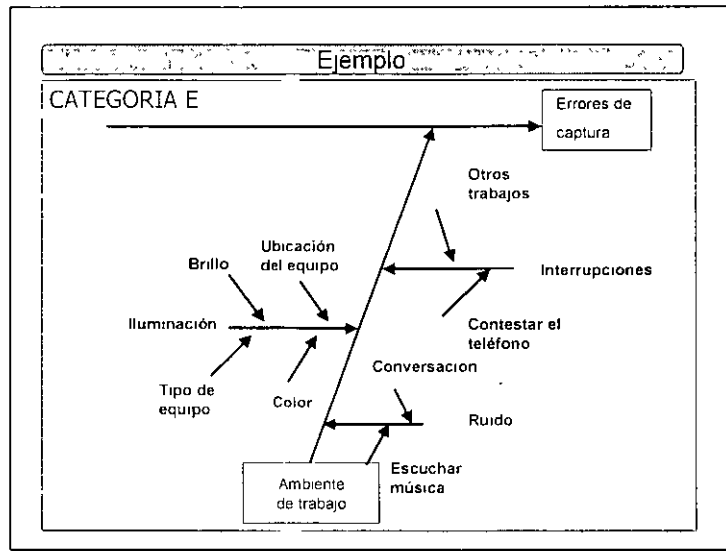 Ejemplo
CATEGORIA E
Errores de
captura
Otros
trabajos
Ubicación
del equipo
Brillo
Interrupciones
Iluminación
Contestar el
teléfono
Conversacion
Tipo de
equipo
Color
Ruido
Escuchar
música
Ambiente
de trabajo